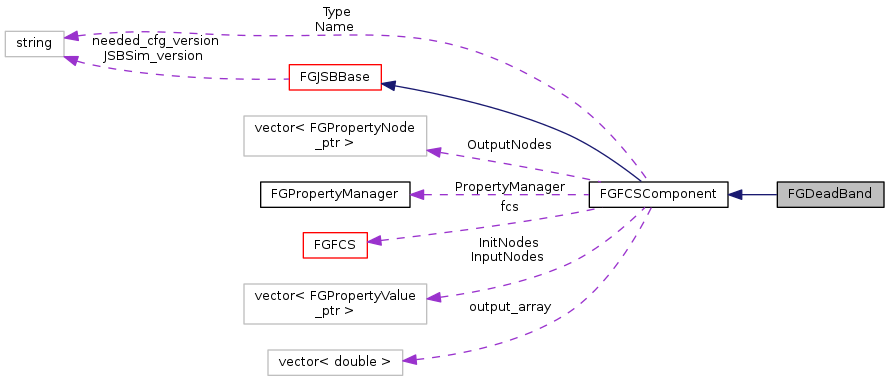 Type
Name
string
needed_cfg_version
JSBSim_version
FGJSBBase
vector< FGPropertyNode
_ptr >
OutputNodes
FGPropertyManager
PropertyManager
FGFCSComponent
FGDeadBand
fcs
FGFCS
InitNodes
InputNodes
vector< FGPropertyValue
_ptr >
output_array
vector< double >